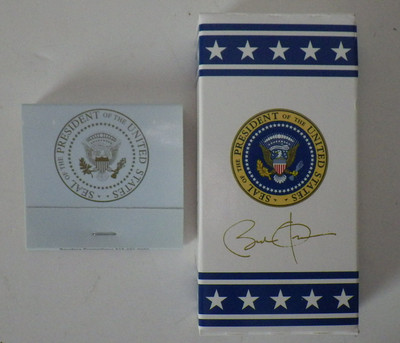 SEAL OF THE PRESIDENT OF THE UNITED STATES
SEAL OF THE PRESIDENT OF THE UNITED STATES